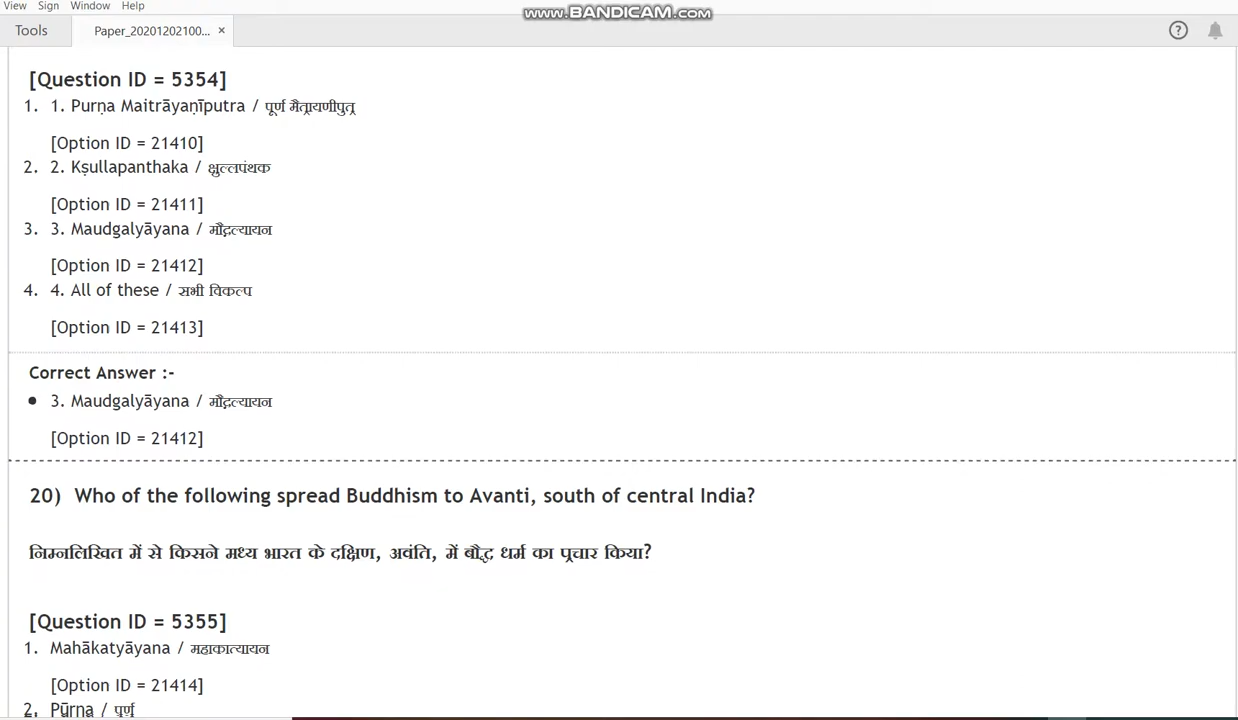 View Sign Window Help
www.BANDICAM.com
Tools Paper_20201202100... ×
[Question ID = 5354]
1. 1. Purṇa Maitrāyaṇīputra / पूर्ण मैत्रायणीपुत्र
[Option ID = 21410]
2. 2. Kṣullapanthaka / क्षुल्लपंथक
[Option ID = 21411]
3. 3. Maudgalyāyana / मौद्गल्यायन
[Option ID = 21412]
4. 4. All of these / सभी विकल्प
[Option ID = 21413]
Correct Answer :-
• 3. Maudgalyāyana / मौद्गल्यायन
[Option ID = 21412]
20) Who of the following spread Buddhism to Avanti, south of central India?
निम्नलिखित में से किसने मध्य भारत के दक्षिण, अवंति, में बौद्ध धर्म का प्रचार किया?
[Question ID = 5355]
1. Mahākatyāyana / महाकात्यायन
[Option ID = 21414]
2. Pūrṇa / पूर्ण